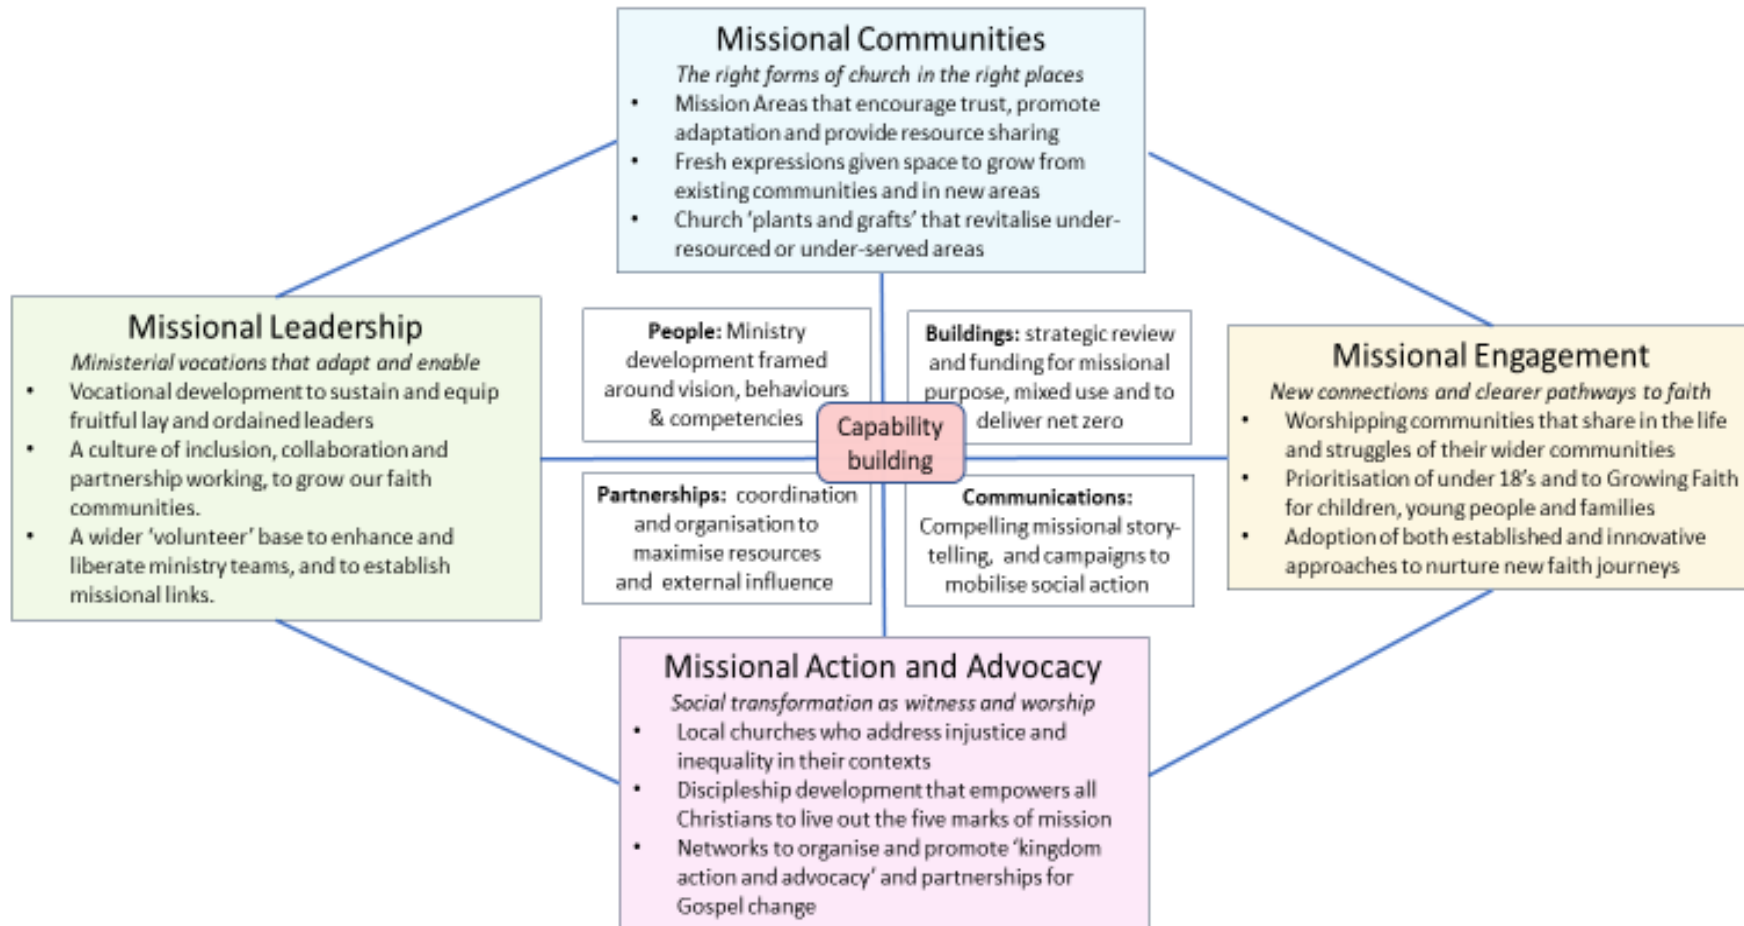 Missional Communities
The right forms of church in the right places
• Mission Areas that encourage trust, promote
adaptation and provide resource sharing
• Fresh expressions given space to grow from
existing communities and in new areas
• Church ‘plants and grafts’ that revitalise under-
resourced or under-served areas
Missional Leadership
Ministerial vocations that adapt and enable
• Vocational development to sustain and equip
fruitful lay and ordained leaders
• A culture of inclusion, collaboration and
partnership working, to grow our faith
communities.
• A wider ‘volunteer’ base to enhance and
liberate ministry teams, and to establish
missional links.
People: Ministry
development framed
around vision, behaviours
& competencies
Buildings: strategic review
and funding for missional
purpose, mixed use and to
deliver net zero
Capability
building
Partnerships: coordination
and organisation to
maximise resources
and external influence
Communications:
Compelling missional story-
telling, and campaigns to
mobilise social action
Missional Engagement
New connections and clearer pathways to faith
• Worshipping communities that share in the life
and struggles of their wider communities
• Prioritisation of under 18's and to Growing Faith
for children, young people and families
• Adoption of both established and innovative
approaches to nurture new faith journeys
Missional Action and Advocacy
Social transformation as witness and worship
• Local churches who address injustice and
inequality in their contexts
• Discipleship development that empowers all
Christians to live out the five marks of mission
• Networks to organise and promote ‘kingdom
action and advocacy’ and partnerships for
Gospel change